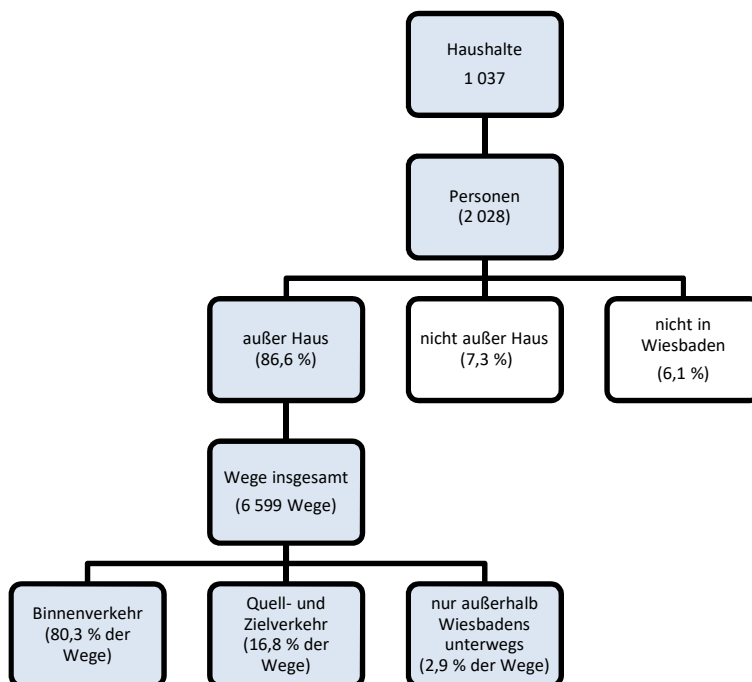 Haushalte
1 037
Personen
(2 028)
außer Haus
(86,6 %)
nicht außer Haus
(7,3 %)
nicht in
Wiesbaden
(6,1 %)
Wege insgesamt
(6 599 Wege)
Binnenverkehr
(80,3 % der
Wege)
Quell- und
Zielverkehr
(16,8 % der
Wege)
nur außerhalb
Wiesbadens
unterwegs
(2,9 % der Wege)